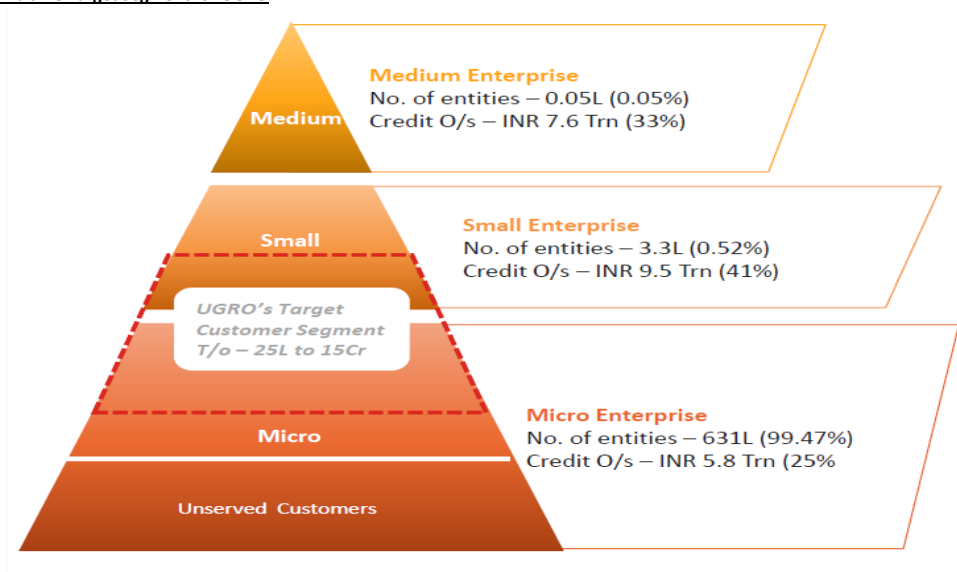 Medium
Medium Enterprise
No. of entities – 0.05L (0.05%)
Credit O/s – INR 7.6 Trn (33%)
Small
Small Enterprise
No. of entities – 3.3L (0.52%)
Credit O/s – INR 9.5 Trn (41%)
UGRO's Target
Customer Segment
T/o – 25L to 15Cr
Micro
Micro Enterprise
No. of entities – 631L (99.47%)
Credit O/s – INR 5.8 Trn (25%
Unserved Customers